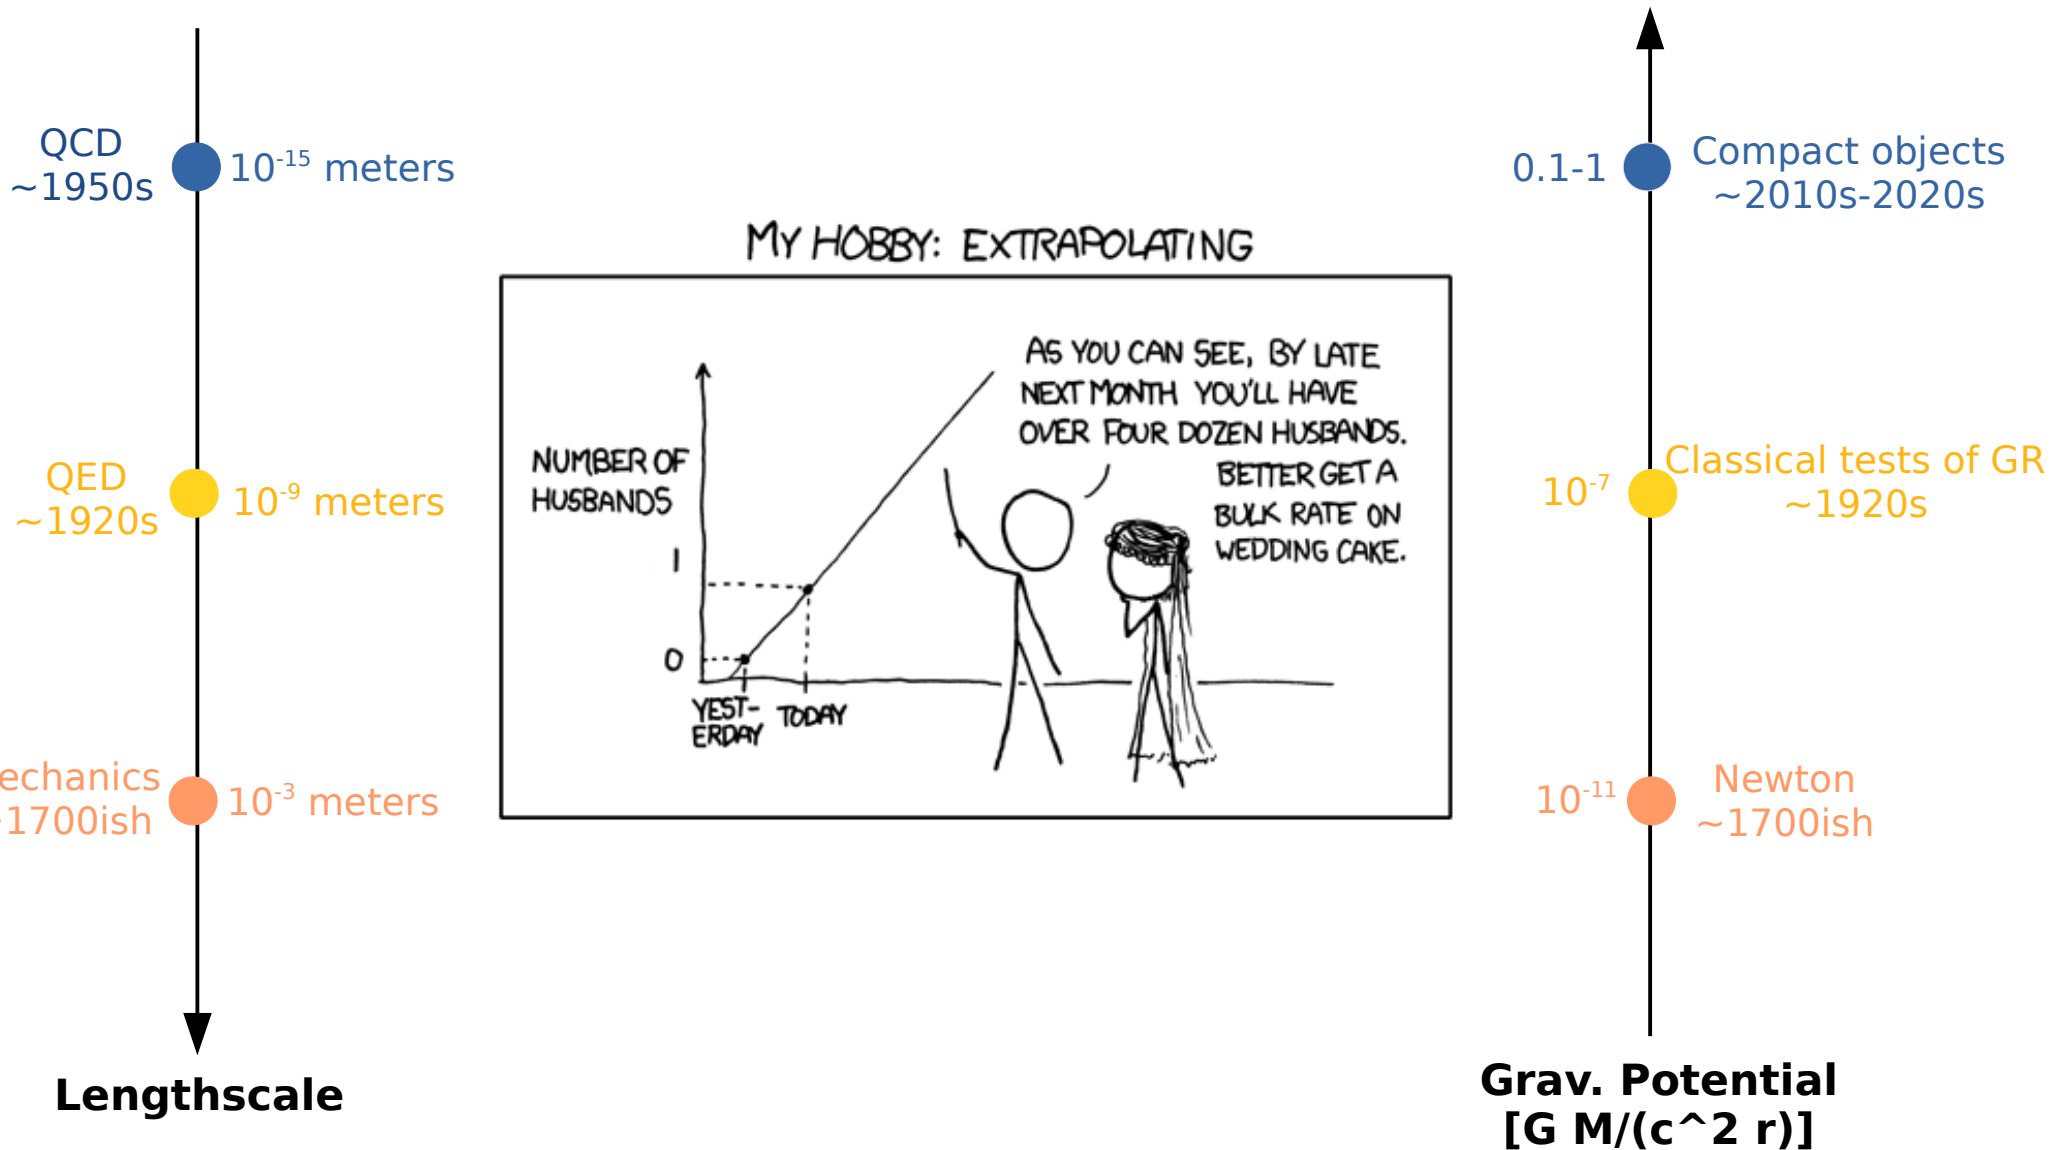 QCD
~1950s
10^-15 meters
QED
~1920s
10^-9 meters
echanics
~1700ish
10^-3 meters
Lengthscale
MY HOBBY: EXTRAPOLATING
AS YOU CAN SEE, BY LATE
NEXT MONTH YOU'LL HAVE
OVER FOUR DOZEN HUSBANDS.
BETTER GET A
BULK RATE ON
WEDDING CAKE.
NUMBER OF
HUSBANDS
1
0
YEST-
ERDAY
TODAY
0.1-1
Compact objects
~2010s-2020s
10^-7
Classical tests of GR
~1920s
10^-11
Newton
~1700ish
Grav. Potential
[G M/(c^2 r)]